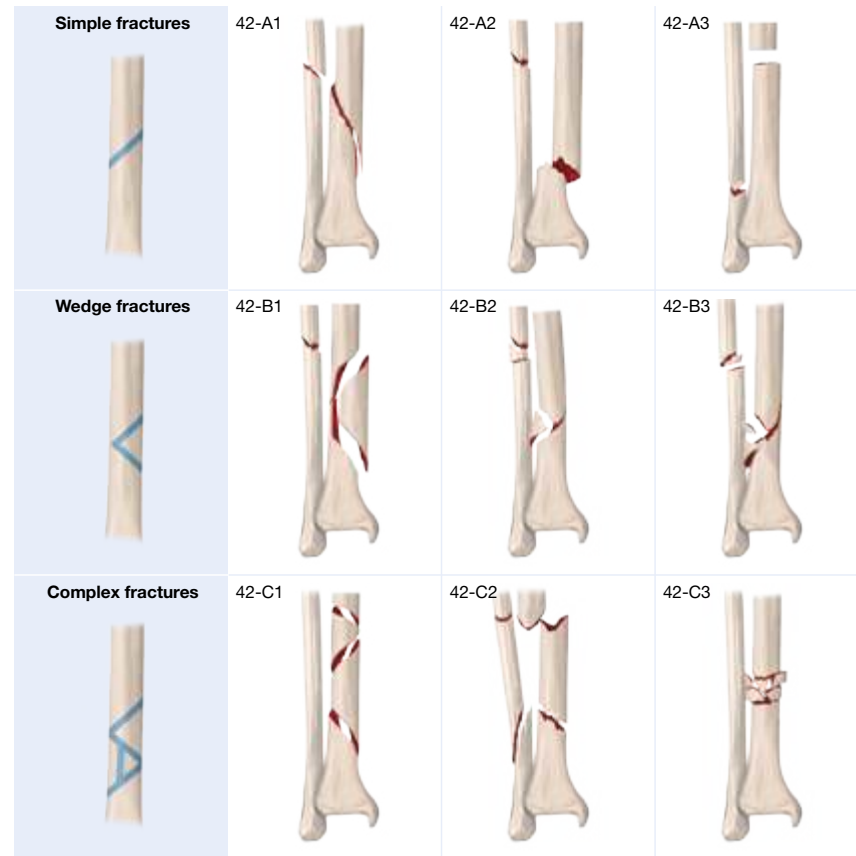 Simple fractures
42-A1
42-A2
42-A3
Wedge fractures
42-B1
42-B2
42-B3
Complex fractures
42-C1
42-C2
42-C3